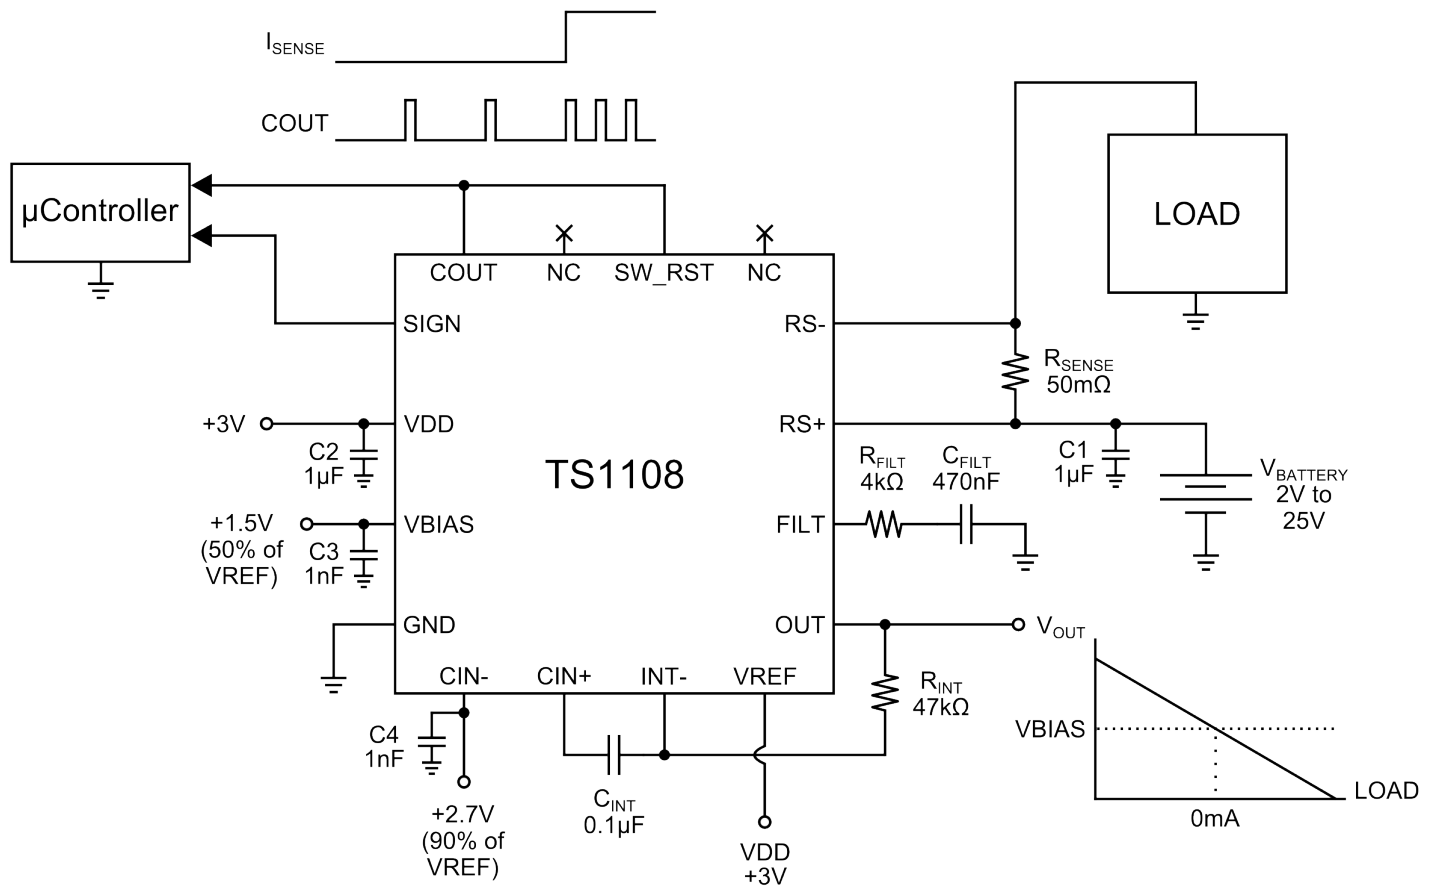 ISENSE
COUT
µController
LOAD
COUT
NC
SW_RST
NC
SIGN
RS-
RSENSE
50mΩ
+3V
VDD
RS+
C2
1µF
C1
1µF
RFILT
4kΩ
CFILT
470nF
VBATTERY
2V to
25V
TS1108
+1.5V
(50% of
VREF)
VBIAS
C3
1nF
FILT
GND
OUT
VOUT
CIN-
CIN+
INT-
VREF
RINT
47kΩ
C4
1nF
VBIAS
LOAD
0mA
CINT
0.1µF
+2.7V
(90% of
VREF)
VDD
+3V